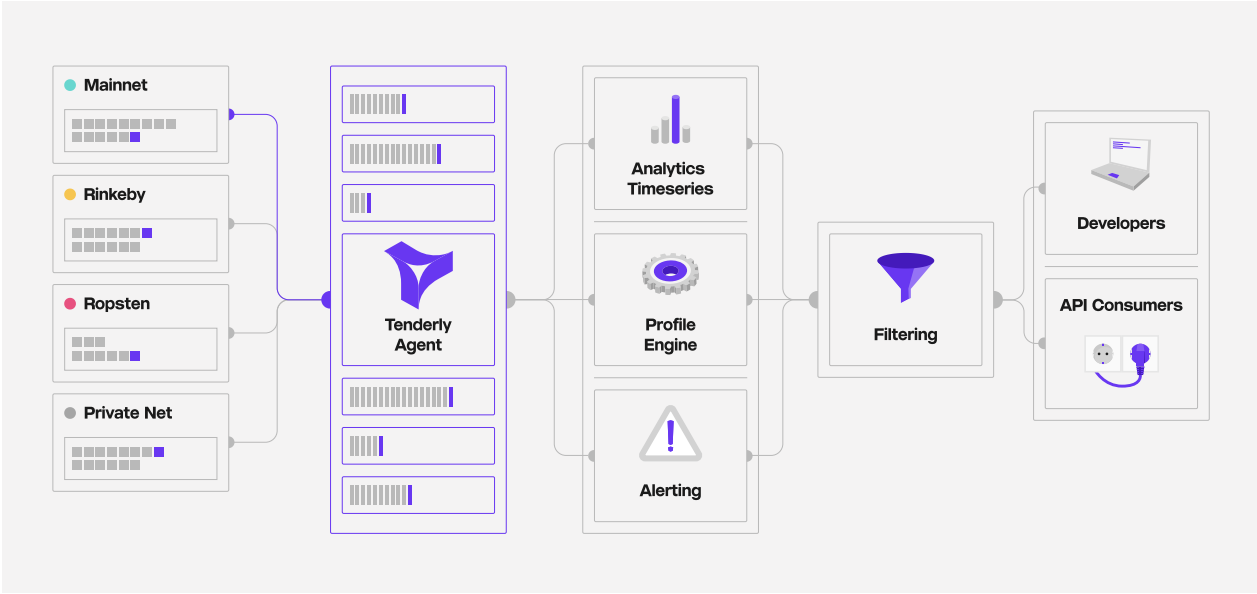 Mainnet
Rinkeby
Ropsten
Private Net
Tenderly
Agent
Analytics
Timeseries
Profile
Engine
Alerting
Filtering
Developers
API Consumers